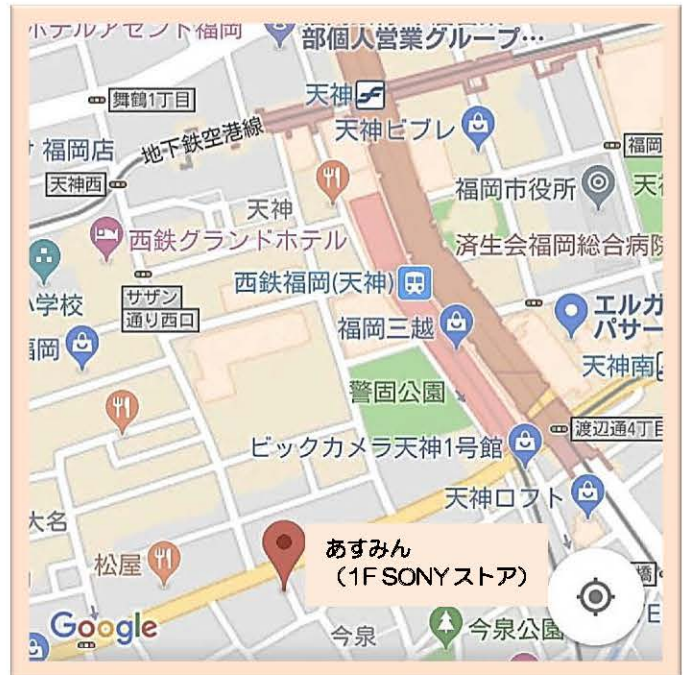 ホテルアセント福岡
部個人営業グループ…
舞鶴1丁目
天神
天神ビブレ
地下鉄空港線
福岡店
福岡
天神西
福岡市役所
天神
西鉄グランドホテル
済生会福岡総合病院
西鉄福岡(天神)
小学校
サザン
通り西口
エルガ
パサー
福岡三越
岡
天神南
警固公園
渡辺通4丁目
ビックカメラ天神1号館
天神ロフト
大名
あすみん
(1F SONYストア)
松屋
橋
Google
今泉
今泉公園